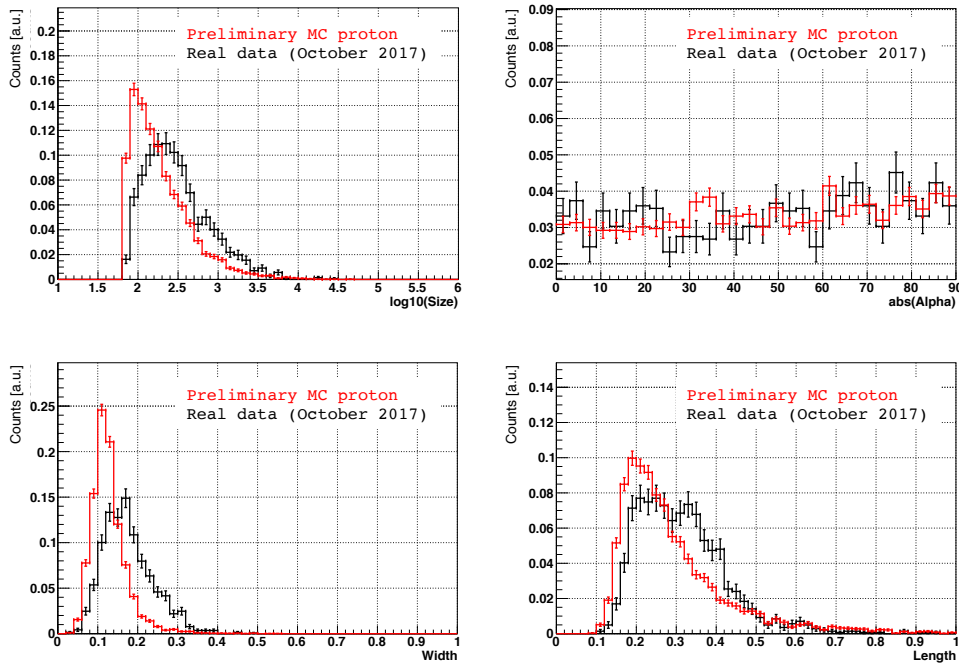 Counts [a.u.]
0.2
0.18
0.16
0.14
0.12
0.1
0.08
0.06
0.04
0.02
0
Preliminary MC proton
Real data (October 2017)
1 1.5 2 2.5 3 3.5 4 4.5 5 5.5 6
log10(Size)
Counts [a.u.]
0.09
0.08
0.07
0.06
0.05
0.04
0.03
0.02
Preliminary MC proton
Real data (October 2017)
0 10 20 30 40 50 60 70 80 90
abs(Alpha)
Counts [a.u.]
0.25
0.2
0.15
0.1
0.05
0
Preliminary MC proton
Real data (October 2017)
0 0.1 0.2 0.3 0.4 0.5 0.6 0.7 0.8 0.9 1
Width
Counts [a.u.]
0.14
0.12
0.1
0.08
0.06
0.04
0.02
0
Preliminary MC proton
Real data (October 2017)
0 0.1 0.2 0.3 0.4 0.5 0.6 0.7 0.8 0.9 1
Length